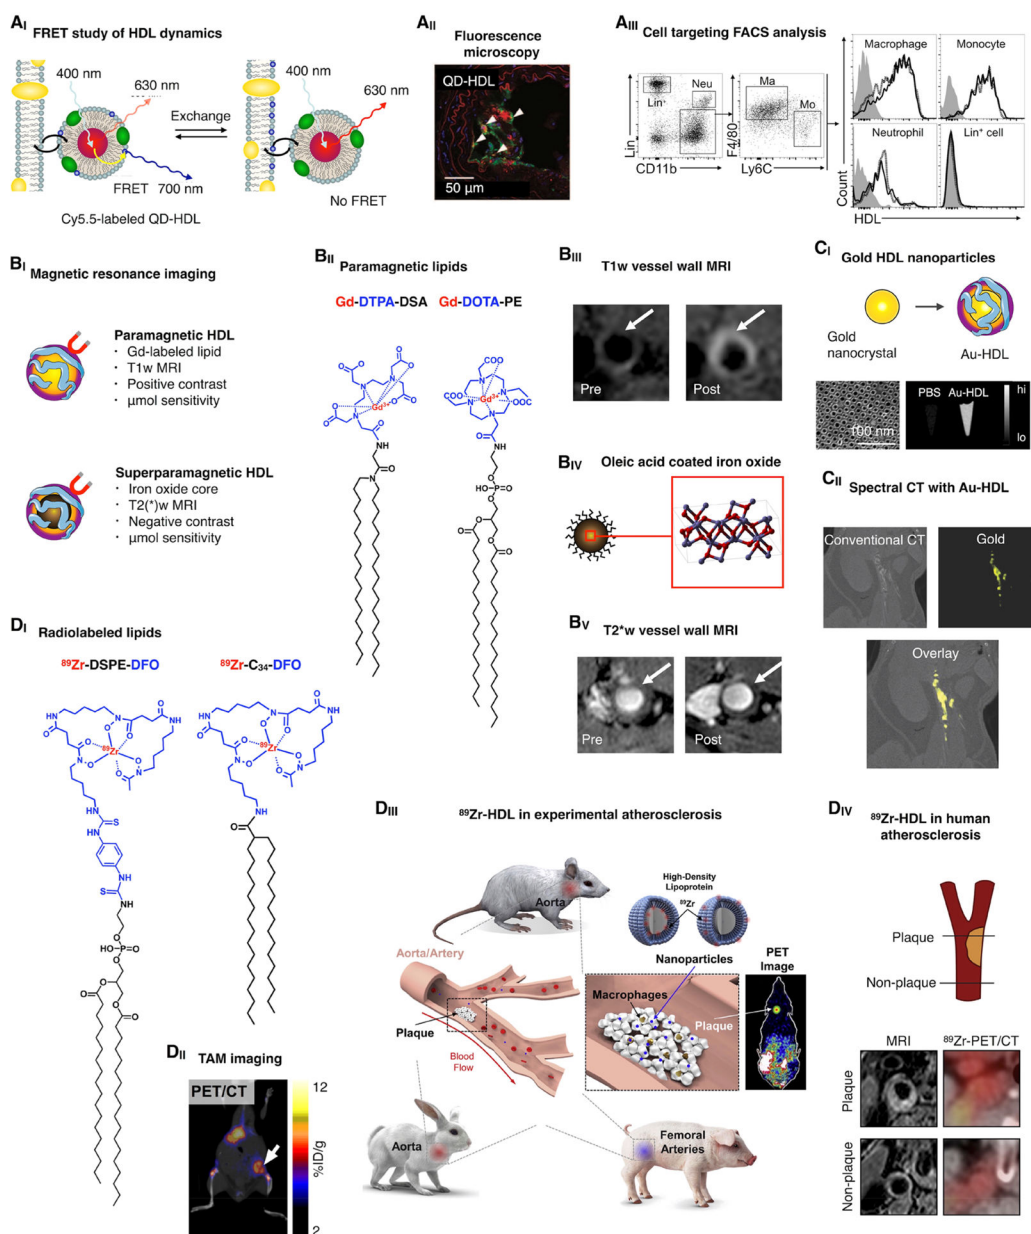 AI FRET study of HDL dynamics
400 nm
630 nm
Exchange
400 nm
630 nm
FRET
700 nm
No FRET
Cy5.5-labeled QD-HDL
AII Fluorescence
microscopy
QD-HDL
50 µm
AIII Cell targeting FACS analysis
Lin+
Neu
Ma
Mo
Lin
CD11b
F4/80
Ly6C
Macrophage
Monocyte
Neutrophil
Lin+ cell
Count
HDL
BI Magnetic resonance imaging
Paramagnetic HDL
· Gd-labeled lipid
· T1w MRI
· Positive contrast
· µmol sensitivity
Superparamagnetic HDL
· Iron oxide core
· T2(*)w MRI
· Negative contrast
· µmol sensitivity
BII Paramagnetic lipids
Gd-DTPA-DSA Gd-DOTA-PE
Gd3+
Gd3+
BIII T1w vessel wall MRI
Pre
Post
BIV Oleic acid coated iron oxide
BV T2*w vessel wall MRI
Pre
Post
CI Gold HDL nanoparticles
Gold
nanocrystal
Au-HDL
100 nm
PBS Au-HDL
hi
lo
CII Spectral CT with Au-HDL
Conventional CT
Gold
Overlay
DI Radiolabeled lipids
89Zr-DSPE-DFO
89Zr-C34-DFO
89Zr
89Zr
DII TAM imaging
PET/CT
12
%ID/g
2
DIII 89Zr-HDL in experimental atherosclerosis
Aorta
High-Density
Lipoprotein
89Zr
Aorta/Artery
Nanoparticles
PET
Image
Macrophages
Plaque
Plaque
Blood
Flow
Aorta
Femoral
Arteries
DIV 89Zr-HDL in human
atherosclerosis
Plaque
Non-plaque
MRI
89Zr-PET/CT
Plaque
Non-plaque